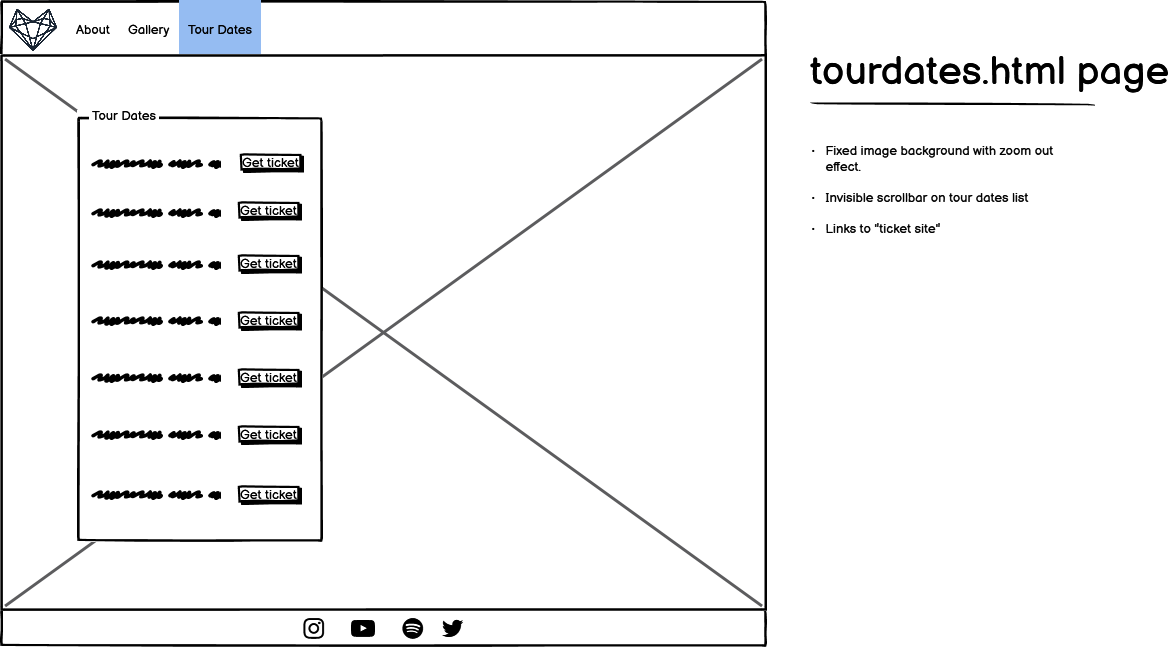 About Gallery Tour Dates
tourdates.html page
Tour Dates
Get ticket
Get ticket
Get ticket
Get ticket
Get ticket
Get ticket
Get ticket
· Fixed image background with zoom out
effect.
· Invisible scrollbar on tour dates list
· Links to "ticket site"